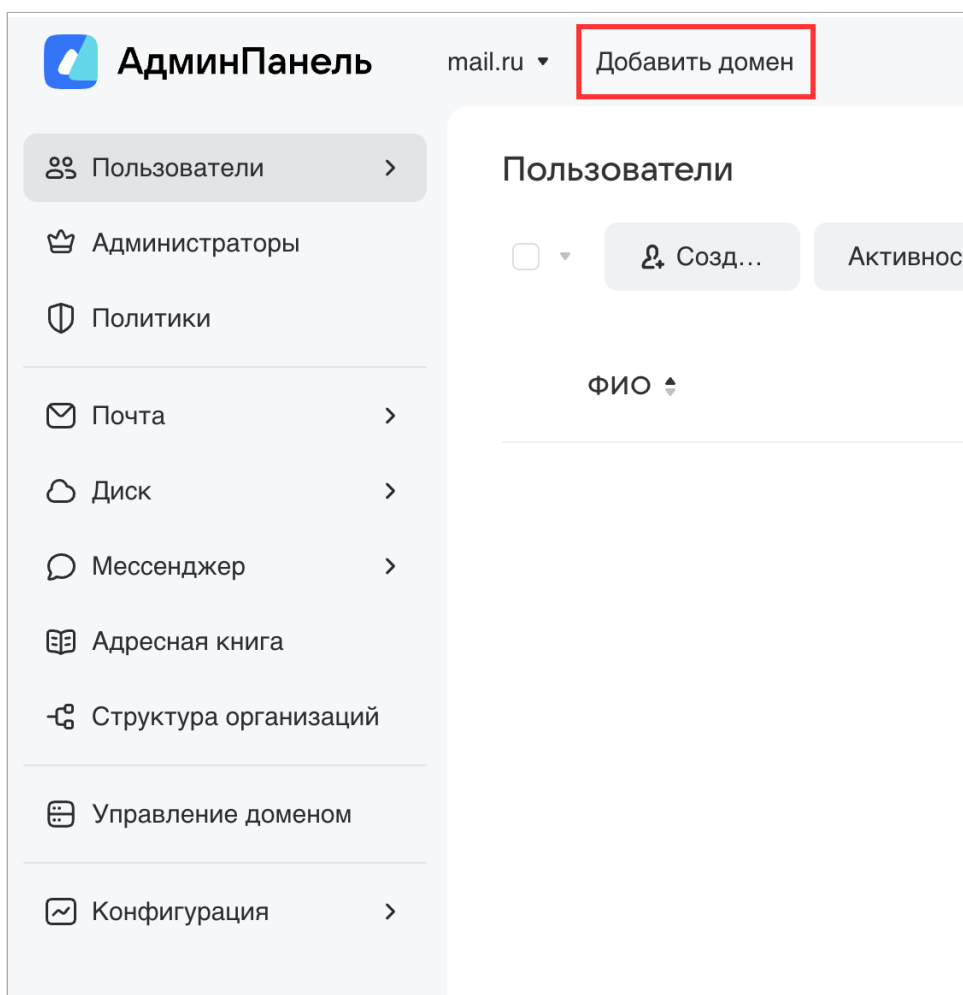 АдминПанель
mail.ru
Добавить домен
Пользователи
Администраторы
Политики
Почта
Диск
Мессенджер
Адресная книга
Структура организаций
Управление доменом
Конфигурация
Пользователи
Созд...
Активнос
ФИО